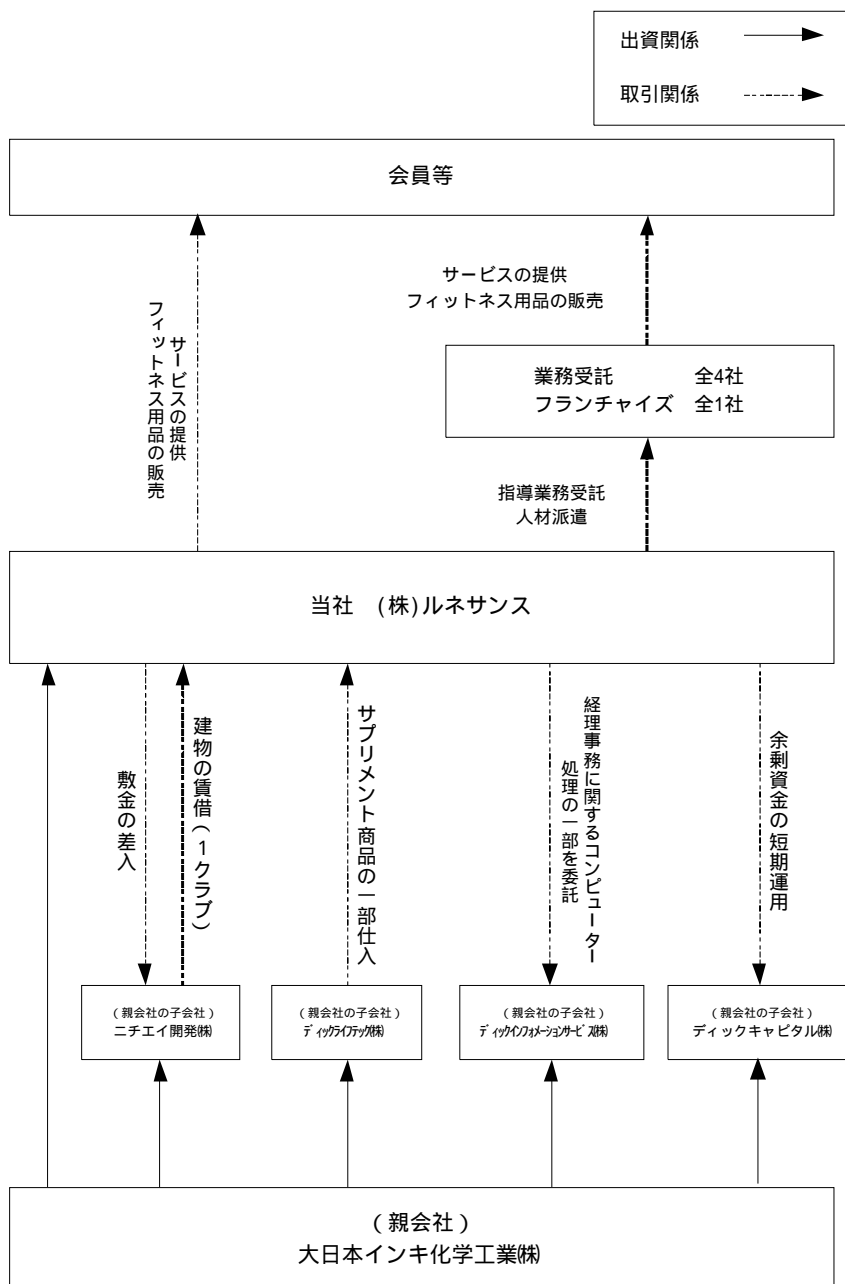 出資関係
取引関係
会員等
サービスの提供
フィットネス用品の販売
サービスの提供
フィットネス用品の販売
業務受託　　　全4社
フランチャイズ　全1社
指導業務受託
人材派遣
当社　(株)ルネサンス
敷金の差入
建物の賃借（１クラブ）
サプリメント商品の一部仕入
経理事務に関するコンピューター
処理の一部を委託
余剰資金の短期運用
（親会社の子会社）
ニチエイ開発㈱
（親会社の子会社）
ディックライフテック㈱
（親会社の子会社）
ディックインフォメーションサービス㈱
（親会社の子会社）
ディックキャピタル㈱
（親会社）
大日本インキ化学工業㈱